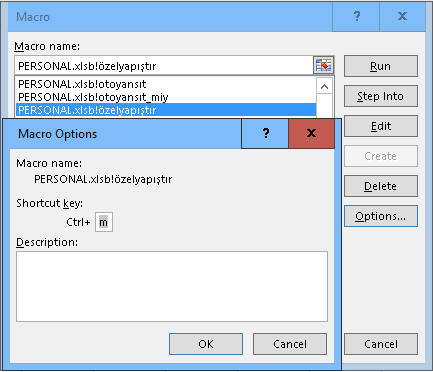 Macro ? x
Macro name:
PERSONAL.xlsb!özelyapıştır
PERSONAL.xlsb!otoyansıt
PERSONAL.xlsb!otoyansıt_miy
PERSONAL.xlsb!özelyapıştır
Run
Step Into
Edit
Create
Delete
Options...
Cancel
Macro Options ? x
Macro name:
PERSONAL.xlsb!özelyapıştır
Shortcut key:
Ctrl+ m
Description:
OK Cancel